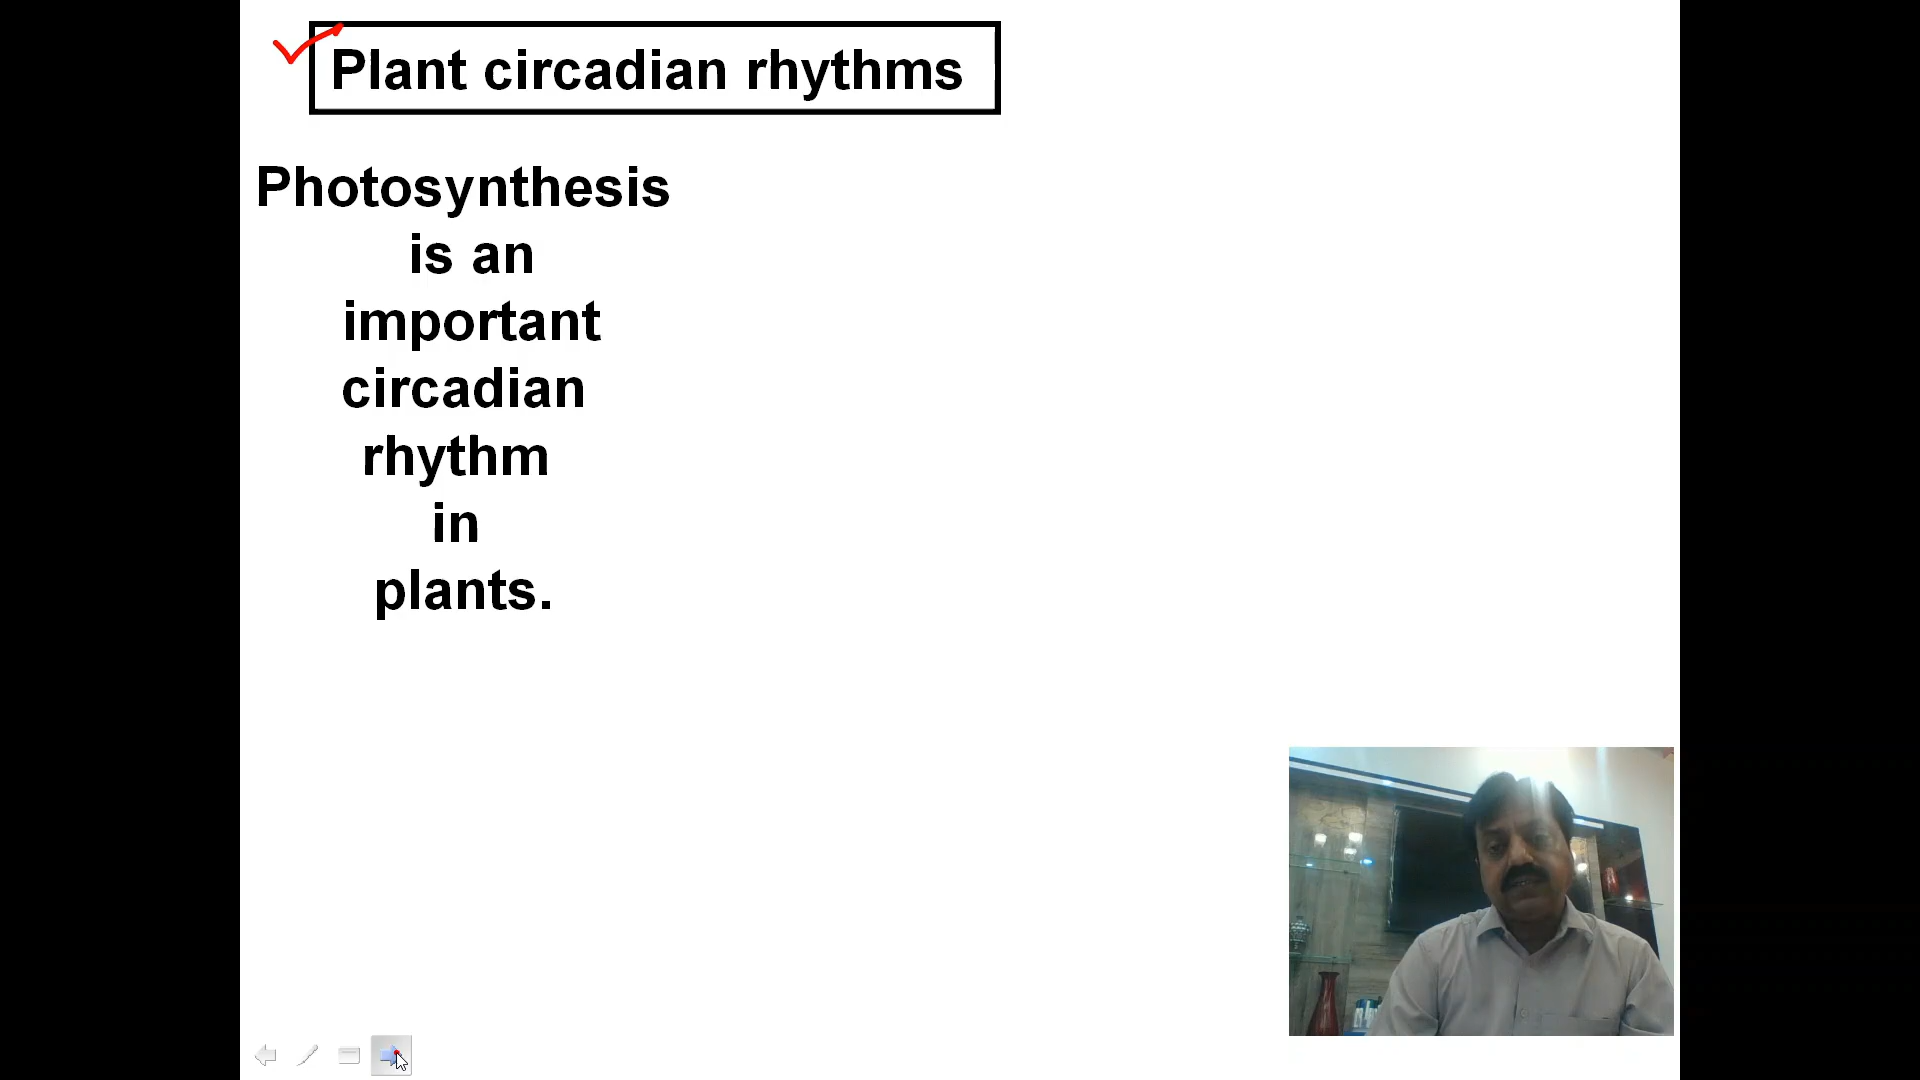 Plant circadian rhythms
Photosynthesis
is an
important
circadian
rhythm
in
plants.